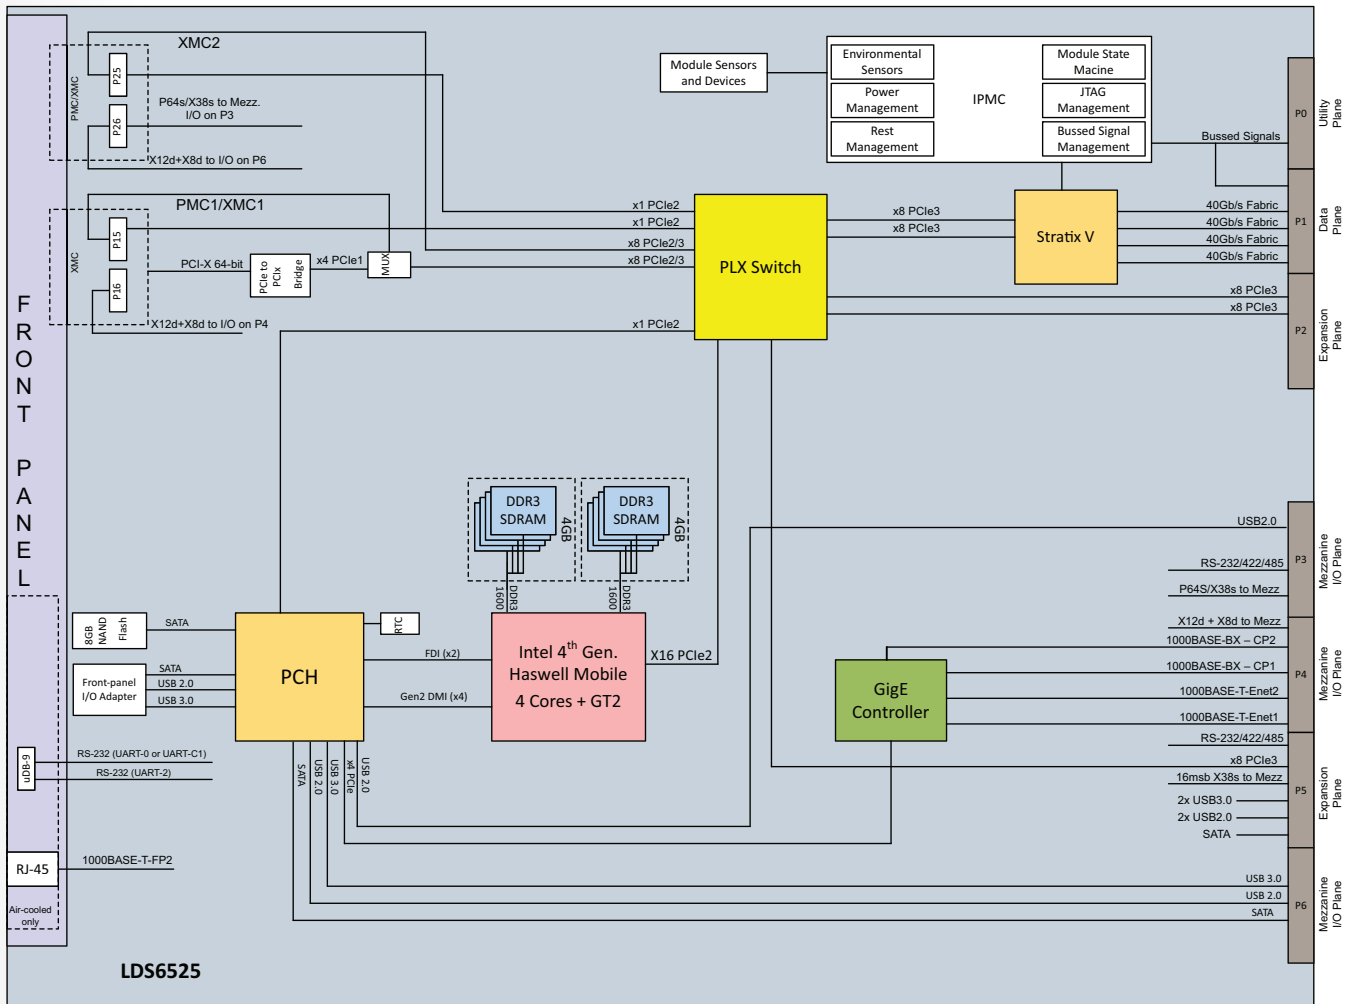 XMC2
PMC/XMC
P25
P26
P64s/X38s to Mezz.
I/O on P3
X12d+X8d to I/O on P6
PMC1/XMC1
XMC
P15
P16
PCI-X 64-bit
PCIe to
PCIx
Bridge
x4 PCIe1
MUX
X12d+X8d to I/O on P4
x1 PCIe2
x1 PCIe2
x8 PCIe2/3
x8 PCIe2/3
x1 PCIe2
PLX Switch
Module Sensors
and Devices
Environmental
Sensors
Power
Management
Rest
Management
IPMC
Module State
Macine
JTAG
Management
Bussed Signal
Management
Bussed Signals
x8 PCIe3
x8 PCIe3
Stratix V
40Gb/s Fabric
40Gb/s Fabric
40Gb/s Fabric
40Gb/s Fabric
x8 PCIe3
x8 PCIe3
P0
Utility
Plane
P1
Data
Plane
P2
Expansion
Plane
FRONT PANEL
DDR3
SDRAM
4GB
DDR3
SDRAM
4GB
DDR3
1600
DDR3
1600
8GB
NAND
Flash
SATA
Front-panel
I/O Adapter
SATA
USB 2.0
USB 3.0
PCH
RTC
FDI (x2)
Gen2 DMI (x4)
Intel 4th Gen.
Haswell Mobile
4 Cores + GT2
X16 PCIe2
GigE
Controller
SATA
USB 2.0
USB 3.0
x4 PCIe
USB 2.0
USB2.0
RS-232/422/485
P64S/X38s to Mezz
X12d + X8d to Mezz
1000BASE-BX – CP2
1000BASE-BX – CP1
1000BASE-T-Enet2
1000BASE-T-Enet1
RS-232/422/485
x8 PCIe3
16msb X38s to Mezz
2x USB3.0
2x USB2.0
SATA
USB 3.0
USB 2.0
SATA
P3
Mezzanine
I/O Plane
P4
Mezzanine
I/O Plane
P5
Expansion
Plane
P6
Mezzanine
I/O Plane
uDB-9
RS-232 (UART-0 or UART-C1)
RS-232 (UART-2)
RJ-45
1000BASE-T-FP2
Air-cooled
only
LDS6525